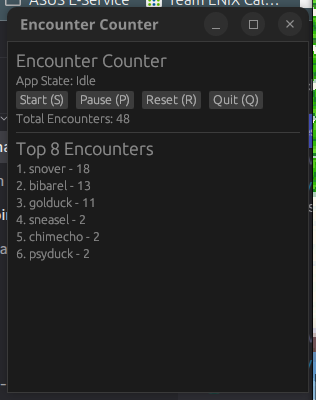 ASUS E-Service Team ENIX Cal...
Encounter Counter
Encounter Counter
App State: Idle
Start (S) Pause (P) Reset (R) Quit (Q)
Total Encounters: 48
Top 8 Encounters
1. snover - 18
2. bibarel - 13
3. golduck - 11
4. sneasel - 2
5. chimecho - 2
6. psyduck - 2